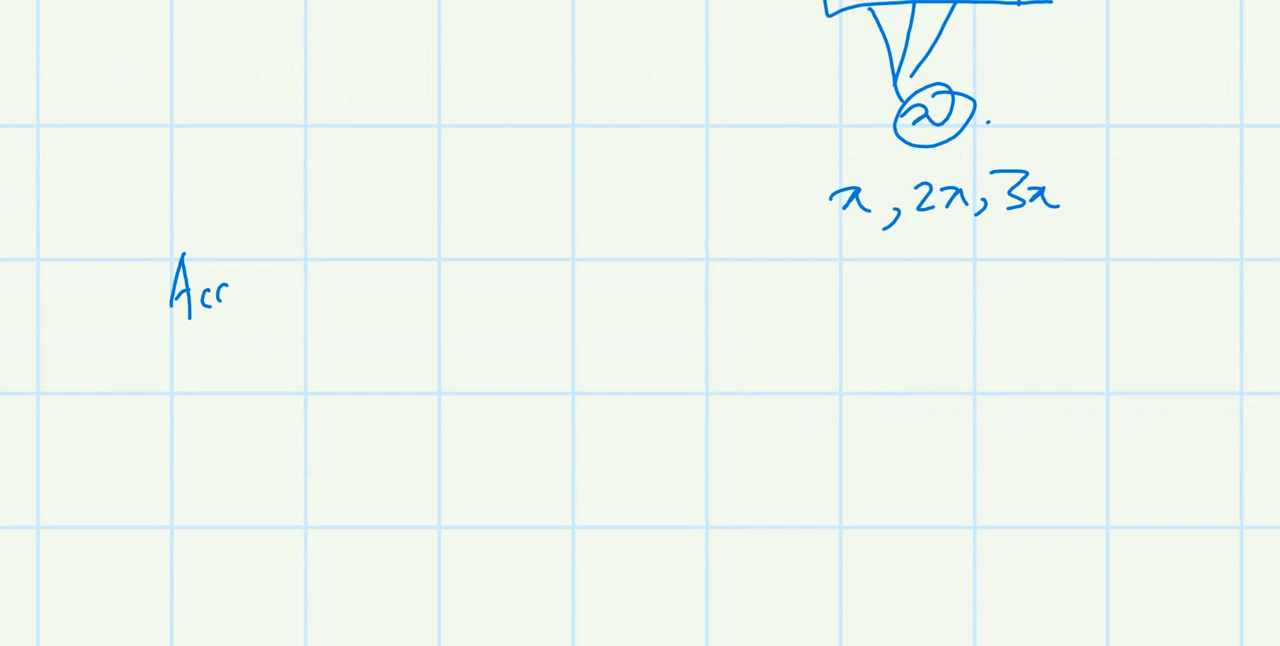 x
x, 2x, 3x
Acc